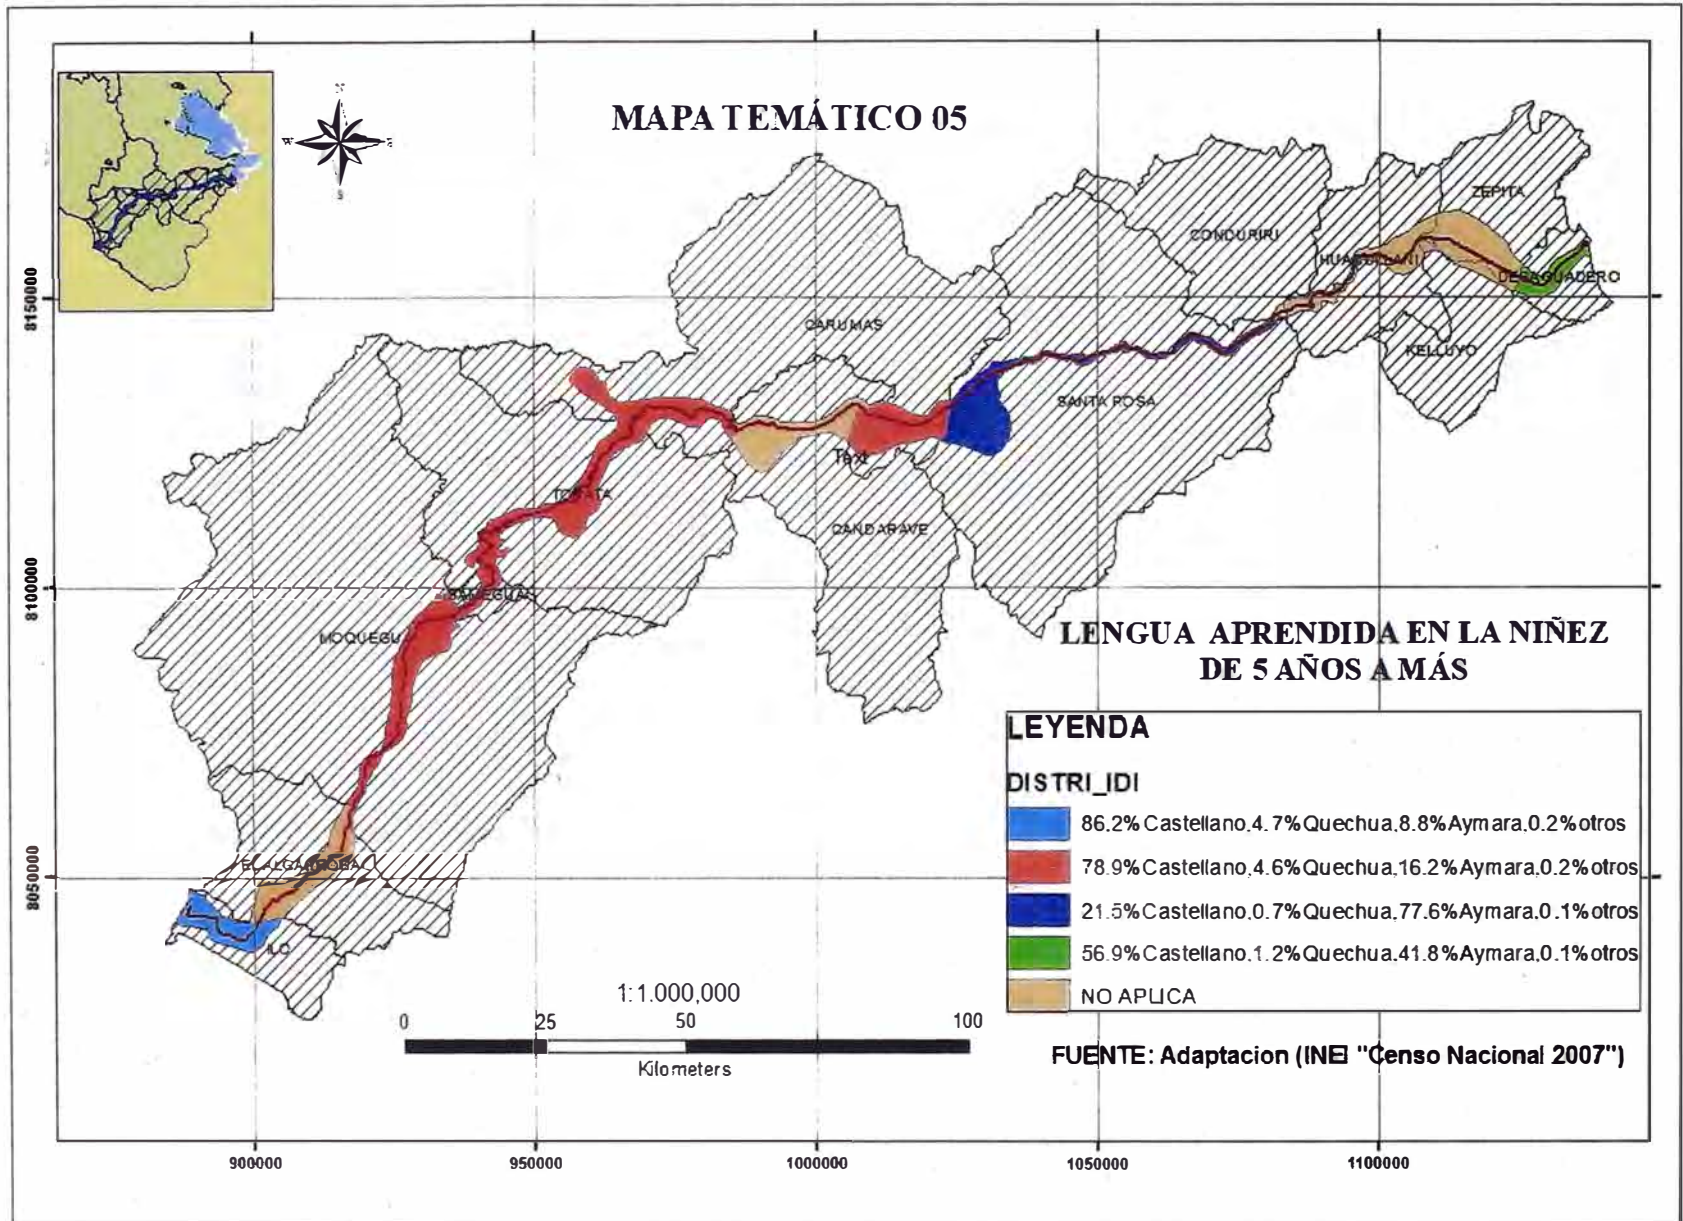 MAPA TEMÁTICO 05
N
W
S
ZEPITA
CONDURIRI
DESAGUADERO
CARUMAS
KELLUYO
SANTA ROSA
Text
TORATA
CANDARAVE
SAMEGUA
MOQUEGU
ILO
8150000
8100000
8050000
LENGUA APRENDIDA EN LA NIÑEZ
DE 5 AÑOS A MÁS
LEYENDA
DISTRI_IDI
86.2%Castellano,4.7%Quechua,8.8%Aymara,0.2%otros
78.9%Castellano,4.6%Quechua,16.2%Aymara,0.2%otros
21.5%Castellano,0.7%Quechua,77.6%Aymara,0.1%otros
56.9%Castellano,1.2%Quechua,41.8%Aymara,0.1%otros
NO APLICA
1:1.000,000
0 25 50 100
Kilometers
FUENTE: Adaptacion (INEI "Censo Nacional 2007")
900000 950000 1000000 1050000 1100000